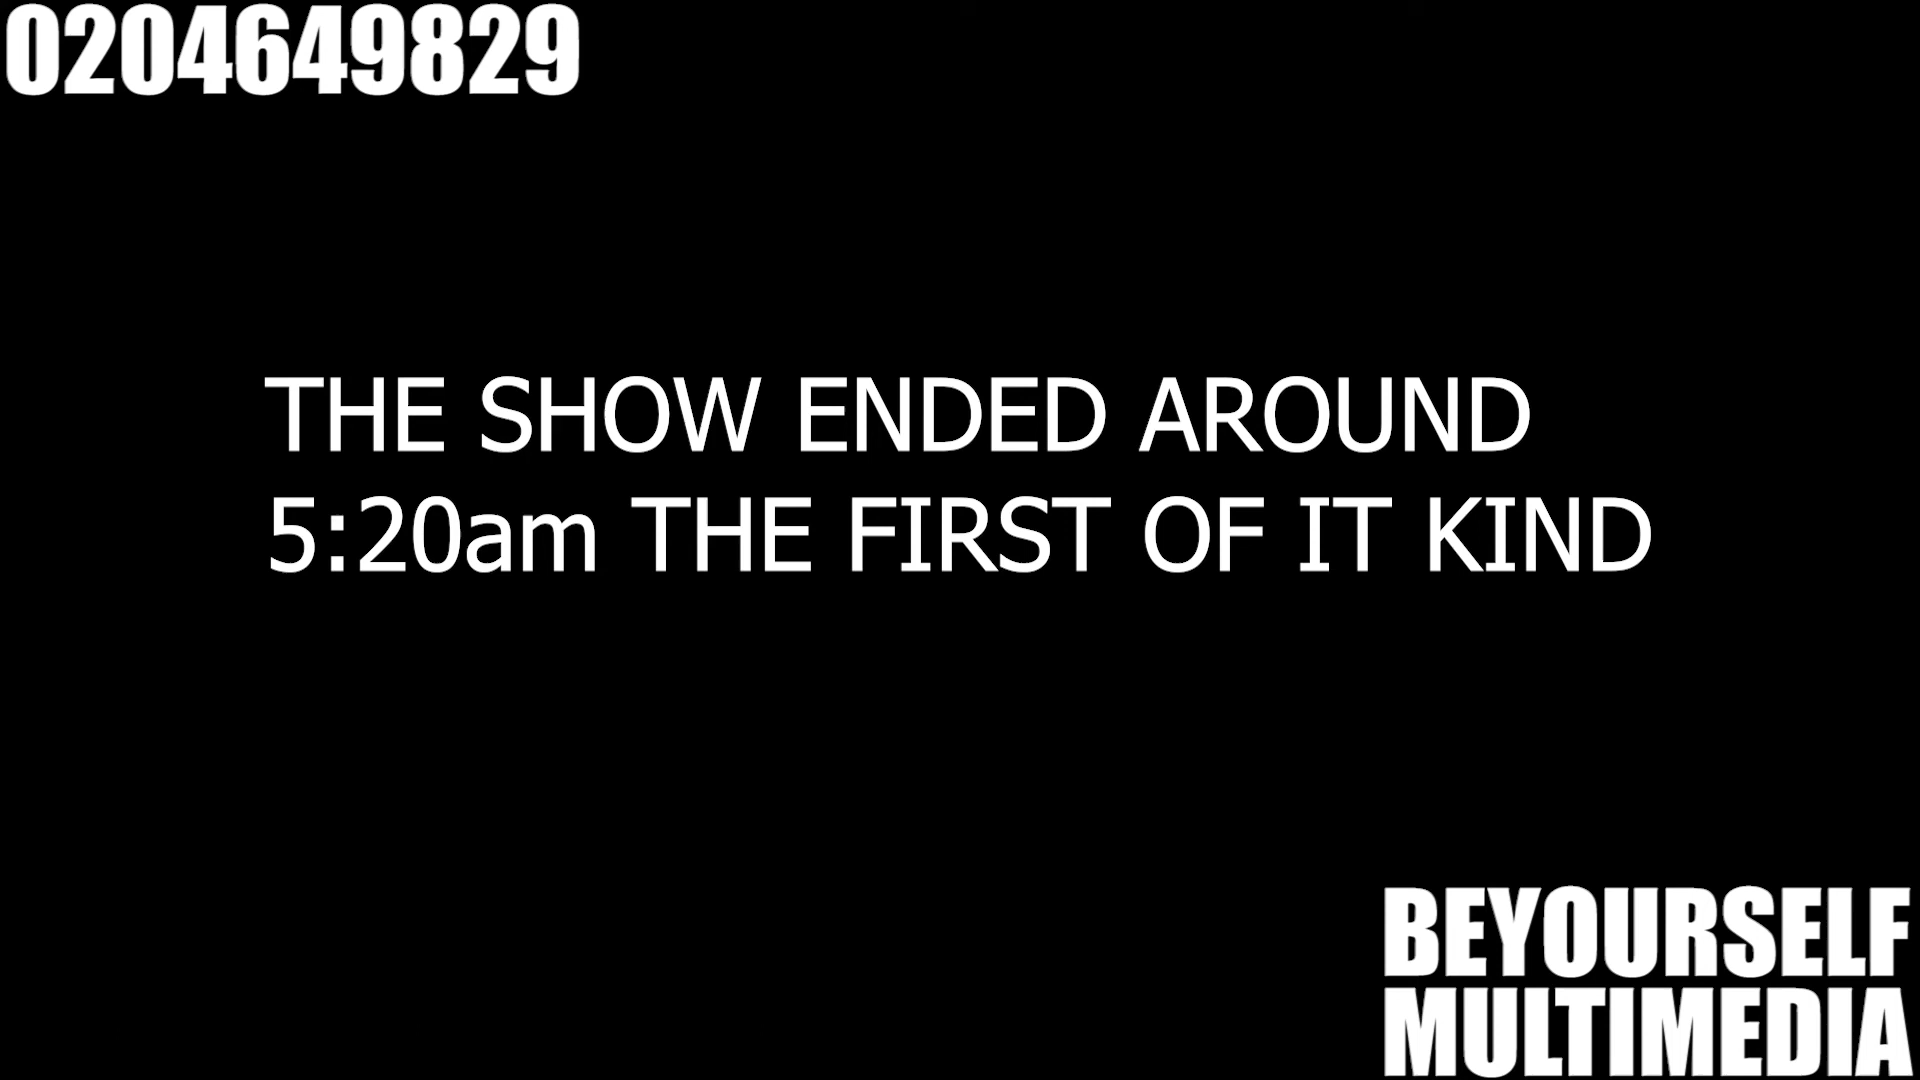 0204649829
THE SHOW ENDED AROUND
5:20am THE FIRST OF IT KIND
BEYOURSELF
MULTIMEDIA